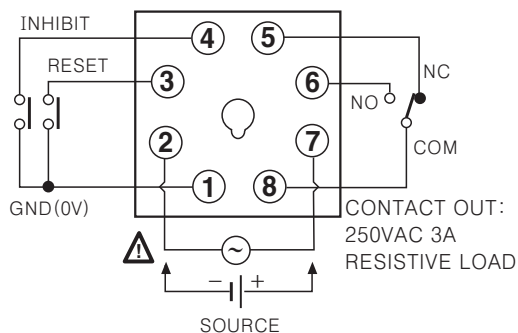 INHIBIT
4
5
RESET
3
6
NC
NO
2
7
COM
1
8
GND(0V)
CONTACT OUT:
250VAC 3A
RESISTIVE LOAD
!
~
− +
SOURCE